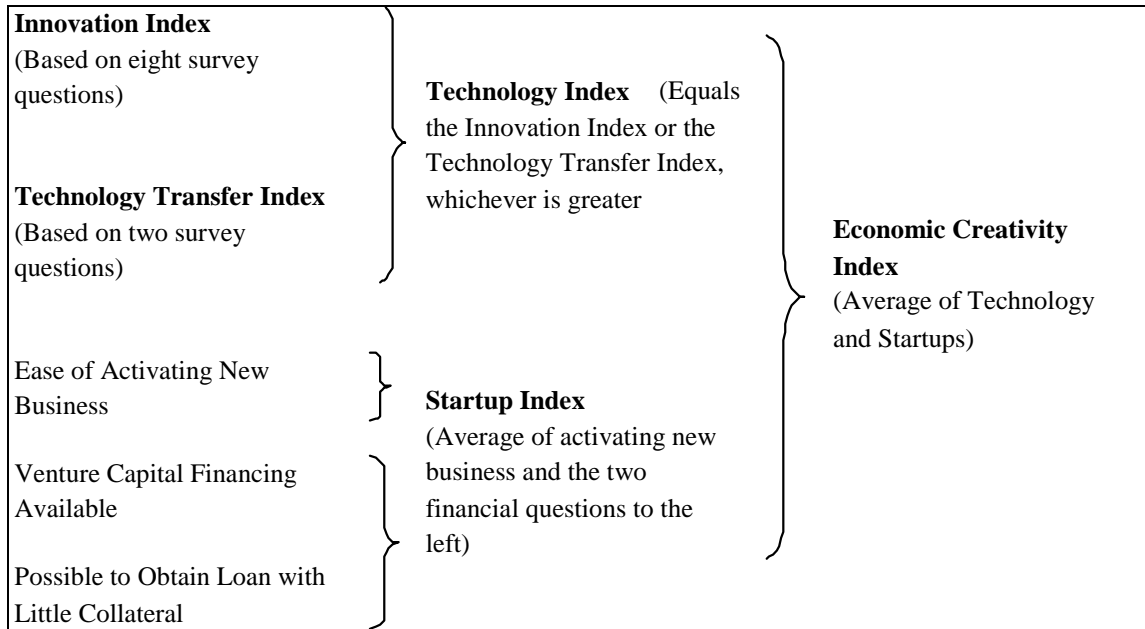 Innovation Index
(Based on eight survey
questions)
Technology Transfer Index
(Based on two survey
questions)
Ease of Activating New
Business
Venture Capital Financing
Available
Possible to Obtain Loan with
Little Collateral
Technology Index (Equals
the Innovation Index or the
Technology Transfer Index,
whichever is greater
Startup Index
(Average of activating new
business and the two
financial questions to the
left)
Economic Creativity
Index
(Average of Technology
and Startups)